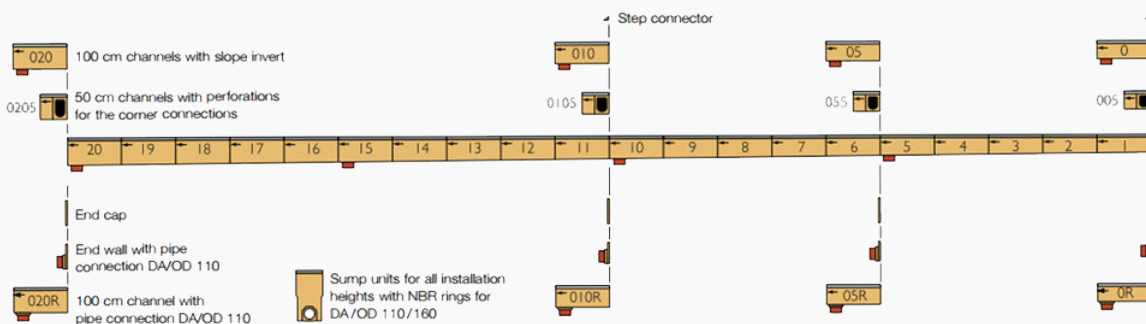 Step connector
020 100 cm channels with slope invert 010 05 0
0205 50 cm channels with perforations
for the corner connections 0105 055 005
20 19 18 17 16 15 14 13 12 11 10 9 8 7 6 5 4 3 2 1
End cap
End wall with pipe
connection DA/OD 110
020R 100 cm channel with
pipe connection DA/OD 110
Sump units for all installation
heights with NBR rings for
DA/OD 110/160
010R 05R 0R